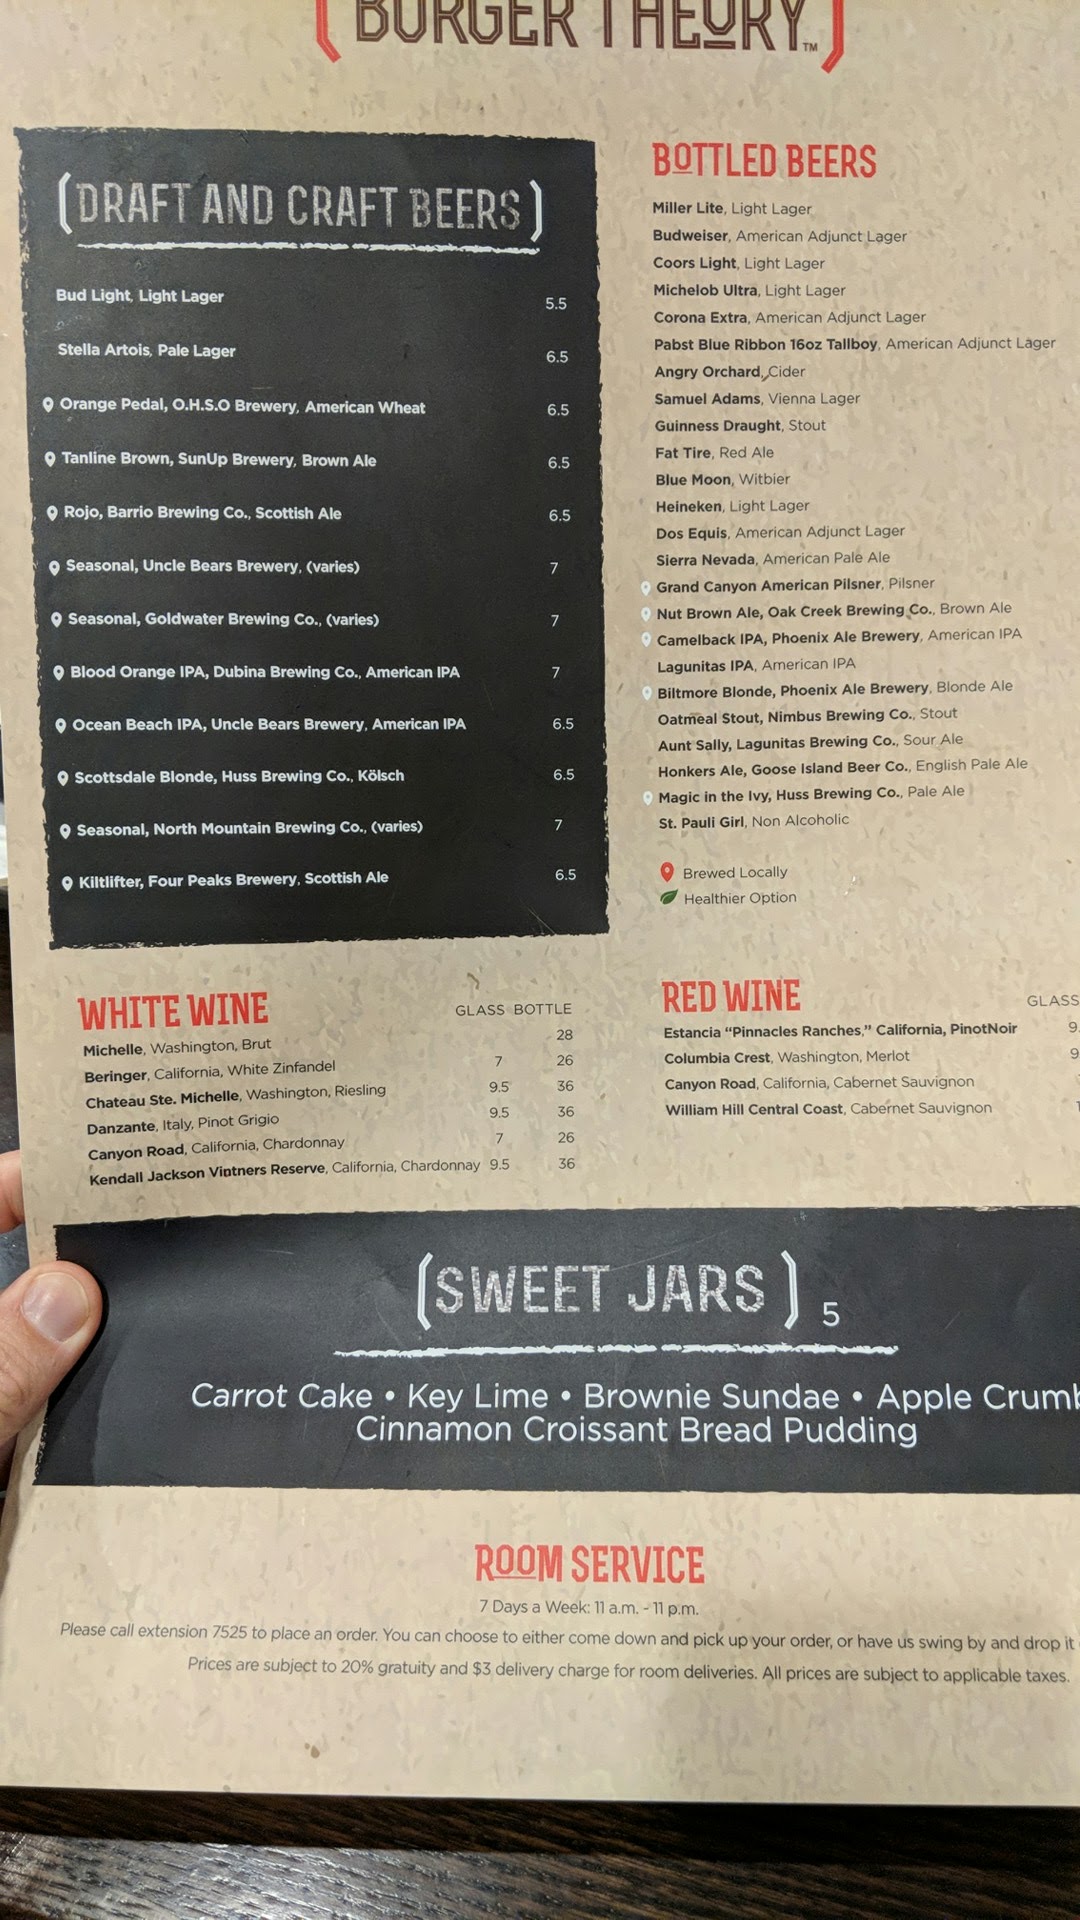 BURGER THEORY™
(DRAFT AND CRAFT BEERS)
Bud Light, Light Lager 5.5
Stella Artois, Pale Lager 6.5
Orange Pedal, O.H.S.O Brewery, American Wheat 6.5
Tanline Brown, SunUp Brewery, Brown Ale 6.5
Rojo, Barrio Brewing Co., Scottish Ale 6.5
Seasonal, Uncle Bears Brewery, (varies) 7
Seasonal, Goldwater Brewing Co., (varies) 7
Blood Orange IPA, Dubina Brewing Co., American IPA 7
Ocean Beach IPA, Uncle Bears Brewery, American IPA 6.5
Scottsdale Blonde, Huss Brewing Co., Kölsch 6.5
Seasonal, North Mountain Brewing Co., (varies) 7
Kiltlifter, Four Peaks Brewery, Scottish Ale 6.5
BOTTLED BEERS
Miller Lite, Light Lager
Budweiser, American Adjunct Lager
Coors Light, Light Lager
Michelob Ultra, Light Lager
Corona Extra, American Adjunct Lager
Pabst Blue Ribbon 16oz Tallboy, American Adjunct Lager
Angry Orchard, Cider
Samuel Adams, Vienna Lager
Guinness Draught, Stout
Fat Tire, Red Ale
Blue Moon, Witbier
Heineken, Light Lager
Dos Equis, American Adjunct Lager
Sierra Nevada, American Pale Ale
Grand Canyon American Pilsner, Pilsner
Nut Brown Ale, Oak Creek Brewing Co., Brown Ale
Camelback IPA, Phoenix Ale Brewery, American IPA
Lagunitas IPA, American IPA
Biltmore Blonde, Phoenix Ale Brewery, Blonde Ale
Oatmeal Stout, Nimbus Brewing Co., Stout
Aunt Sally, Lagunitas Brewing Co., Sour Ale
Honkers Ale, Goose Island Beer Co., English Pale Ale
Magic in the Ivy, Huss Brewing Co., Pale Ale
St. Pauli Girl, Non Alcoholic
Brewed Locally
Healthier Option
WHITE WINE GLASS BOTTLE
Michelle, Washington, Brut 28
Beringer, California, White Zinfandel 7 26
Chateau Ste. Michelle, Washington, Riesling 9.5 36
Danzante, Italy, Pinot Grigio 9.5 36
Canyon Road, California, Chardonnay 7 26
Kendall Jackson Vintners Reserve, California, Chardonnay 9.5 36
RED WINE GLASS
Estancia “Pinnacles Ranches,” California, PinotNoir 9.
Columbia Crest, Washington, Merlot 9
Canyon Road, California, Cabernet Sauvignon
William Hill Central Coast, Cabernet Sauvignon
(SWEET JARS) 5
Carrot Cake • Key Lime • Brownie Sundae • Apple Crumb
Cinnamon Croissant Bread Pudding
ROOM SERVICE
7 Days a Week: 11 a.m. - 11 p.m.
Please call extension 7525 to place an order. You can choose to either come down and pick up your order, or have us swing by and drop it
Prices are subject to 20% gratuity and $3 delivery charge for room deliveries. All prices are subject to applicable taxes.